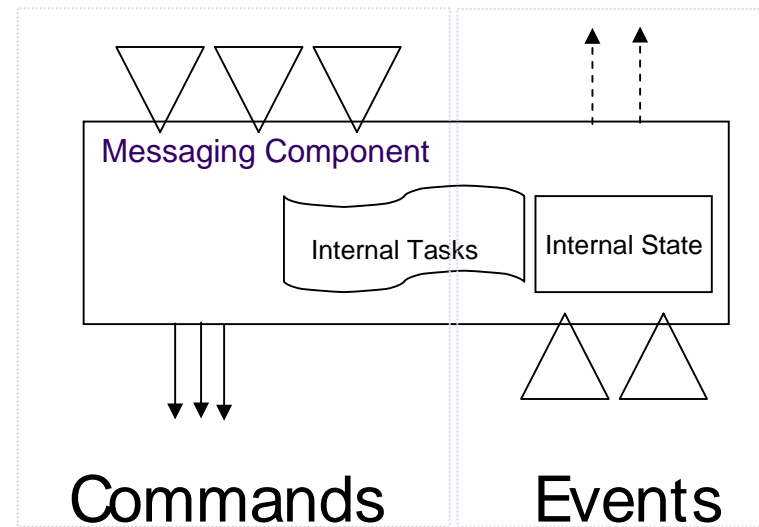 Messaging Component
Internal Tasks
Internal State
Commands
Events